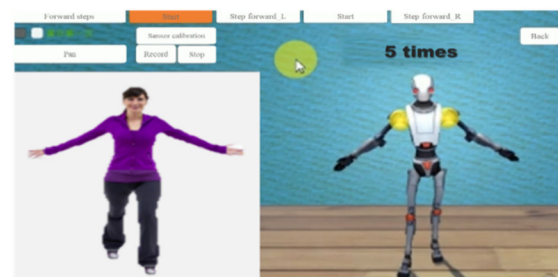 Forward steps
Start
Step forward_L
Start
Step forward_R
Sensor calibration
Back
Pan
Record
Stop
5 times